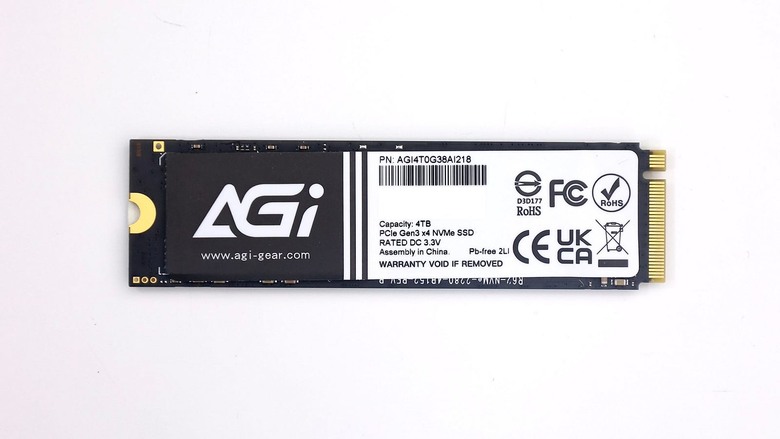 AGi
www.agi-gear.com
PN: AGI4T0G38AI218
Capacity: 4TB
PCIe Gen3 x4 NVMe SSD
RATED DC 3.3V
Assembly in China.
Pb-free 2LI
WARRANTY VOID IF REMOVED
D3D177
RoHS
FC
RoHS
CE
UK
CA